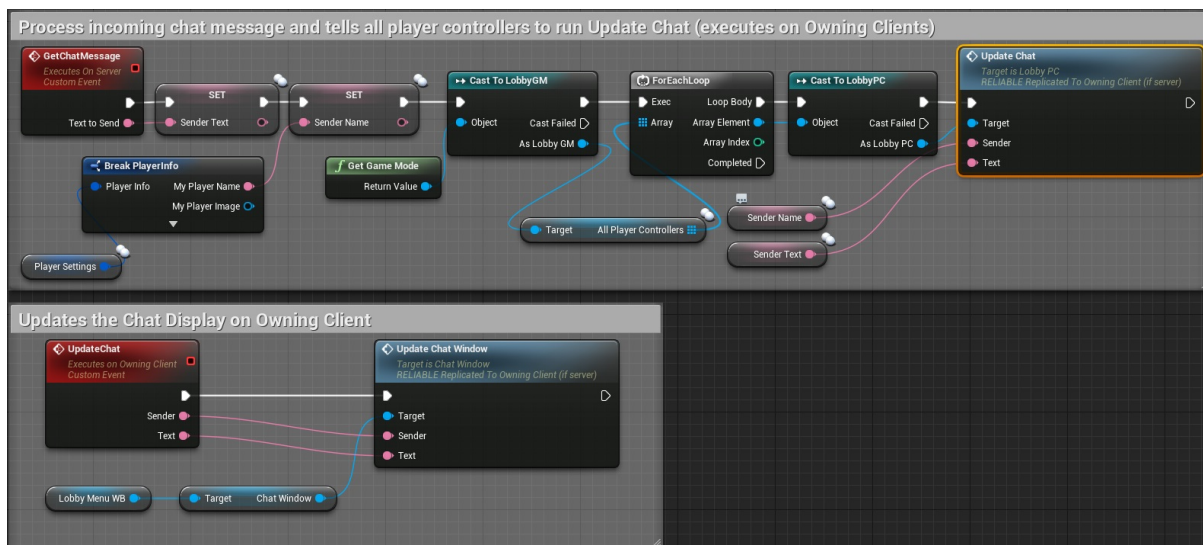 Process incoming chat message and tells all player controllers to run Update Chat (executes on Owning Clients)
GetChatMessage
Executes On Server
Custom Event
Text to Send
SET
Sender Text
SET
Sender Name
Break PlayerInfo
Player Info
My Player Name
My Player Image
Player Settings
Get Game Mode
Return Value
Cast To LobbyGM
Object
Cast Failed
As Lobby GM
Target
All Player Controllers
ForEachLoop
Exec
Loop Body
Array
Array Element
Array Index
Completed
Cast To LobbyPC
Object
Cast Failed
As Lobby PC
Sender Name
Sender Text
Update Chat
Target is Lobby PC
RELIABLE Replicated To Owning Client (if server)
Target
Sender
Text
Updates the Chat Display on Owning Client
UpdateChat
Executes on Owning Client
Custom Event
Sender
Text
Lobby Menu WB
Target
Chat Window
Update Chat Window
Target is Chat Window
RELIABLE Replicated To Owning Client (if server)
Target
Sender
Text